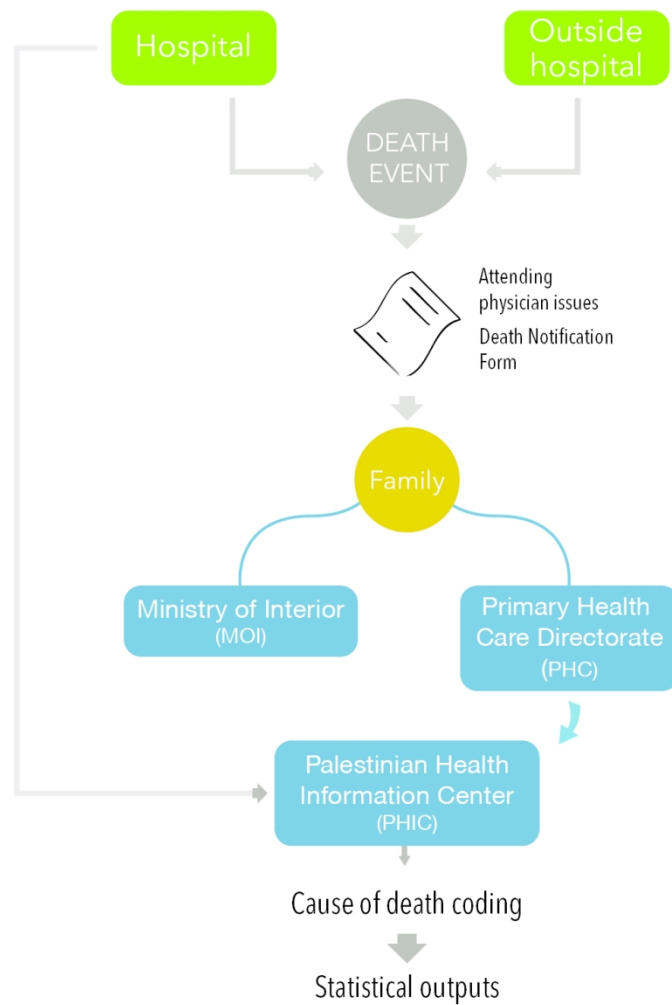 Hospital
Outside
hospital
DEATH
EVENT
Attending
physician issues
Death Notification
Form
Family
Ministry of Interior
(MOI)
Primary Health
Care Directorate
(PHC)
Palestinian Health
Information Center
(PHIC)
Cause of death coding
Statistical outputs